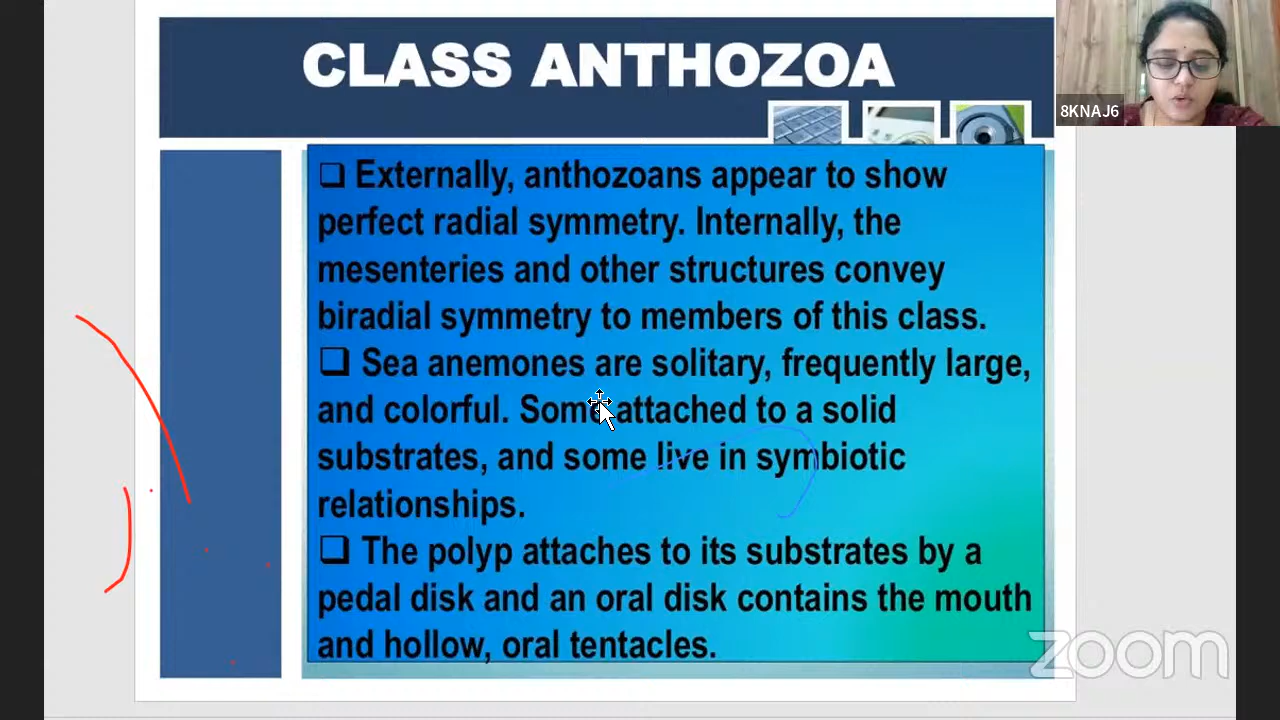 CLASS ANTHOZOA
8KNAJ6
❑ Externally, anthozoans appear to show
perfect radial symmetry. Internally, the
mesenteries and other structures convey
biradial symmetry to members of this class.
❑ Sea anemones are solitary, frequently large,
and colorful. Some attached to a solid
substrates, and some live in symbiotic
relationships.
❑ The polyp attaches to its substrates by a
pedal disk and an oral disk contains the mouth
and hollow, oral tentacles.
zoom